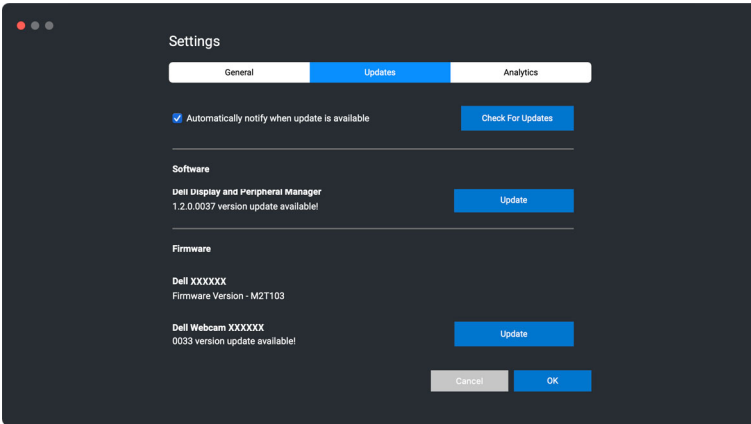 Settings
General
Updates
Analytics
Automatically notify when update is available
Check For Updates
Software
Dell Display and Peripheral Manager
1.2.0.0037 version update available!
Update
Firmware
Dell XXXXXX
Firmware Version - M2T103
Dell Webcam XXXXXX
0033 version update available!
Update
Cancel
OK